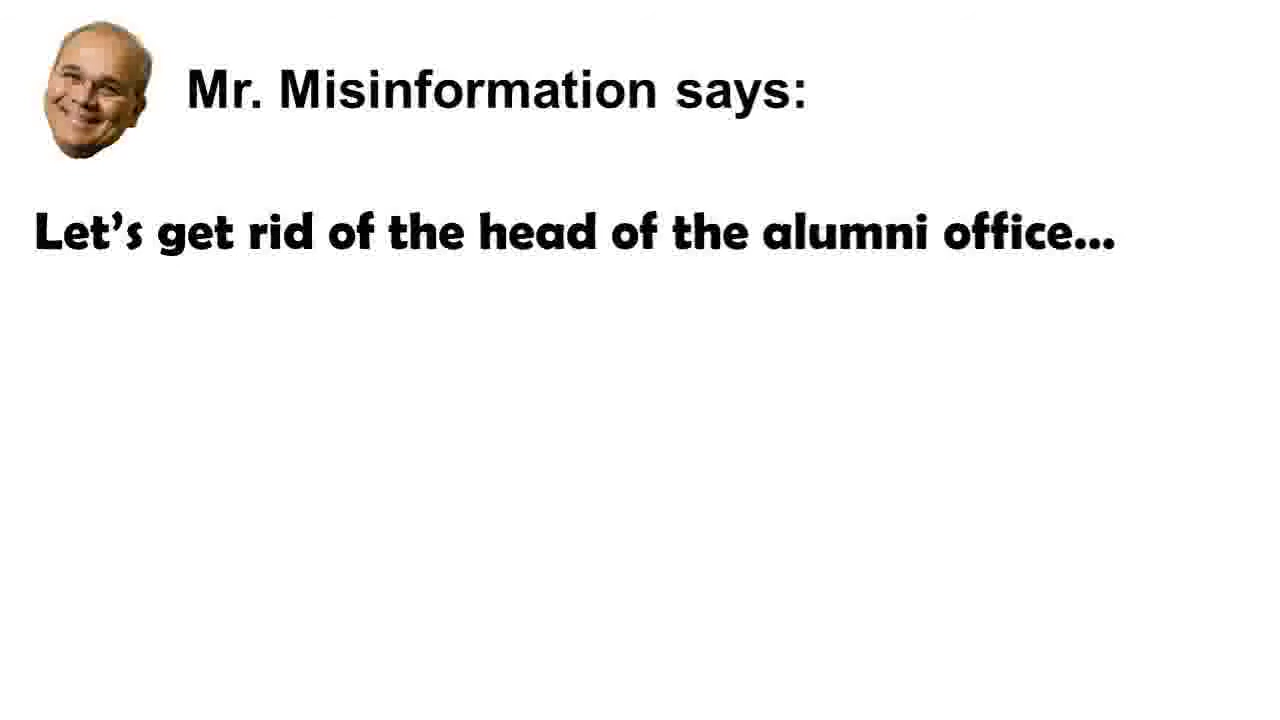 Mr. Misinformation says:
Let’s get rid of the head of the alumni office...